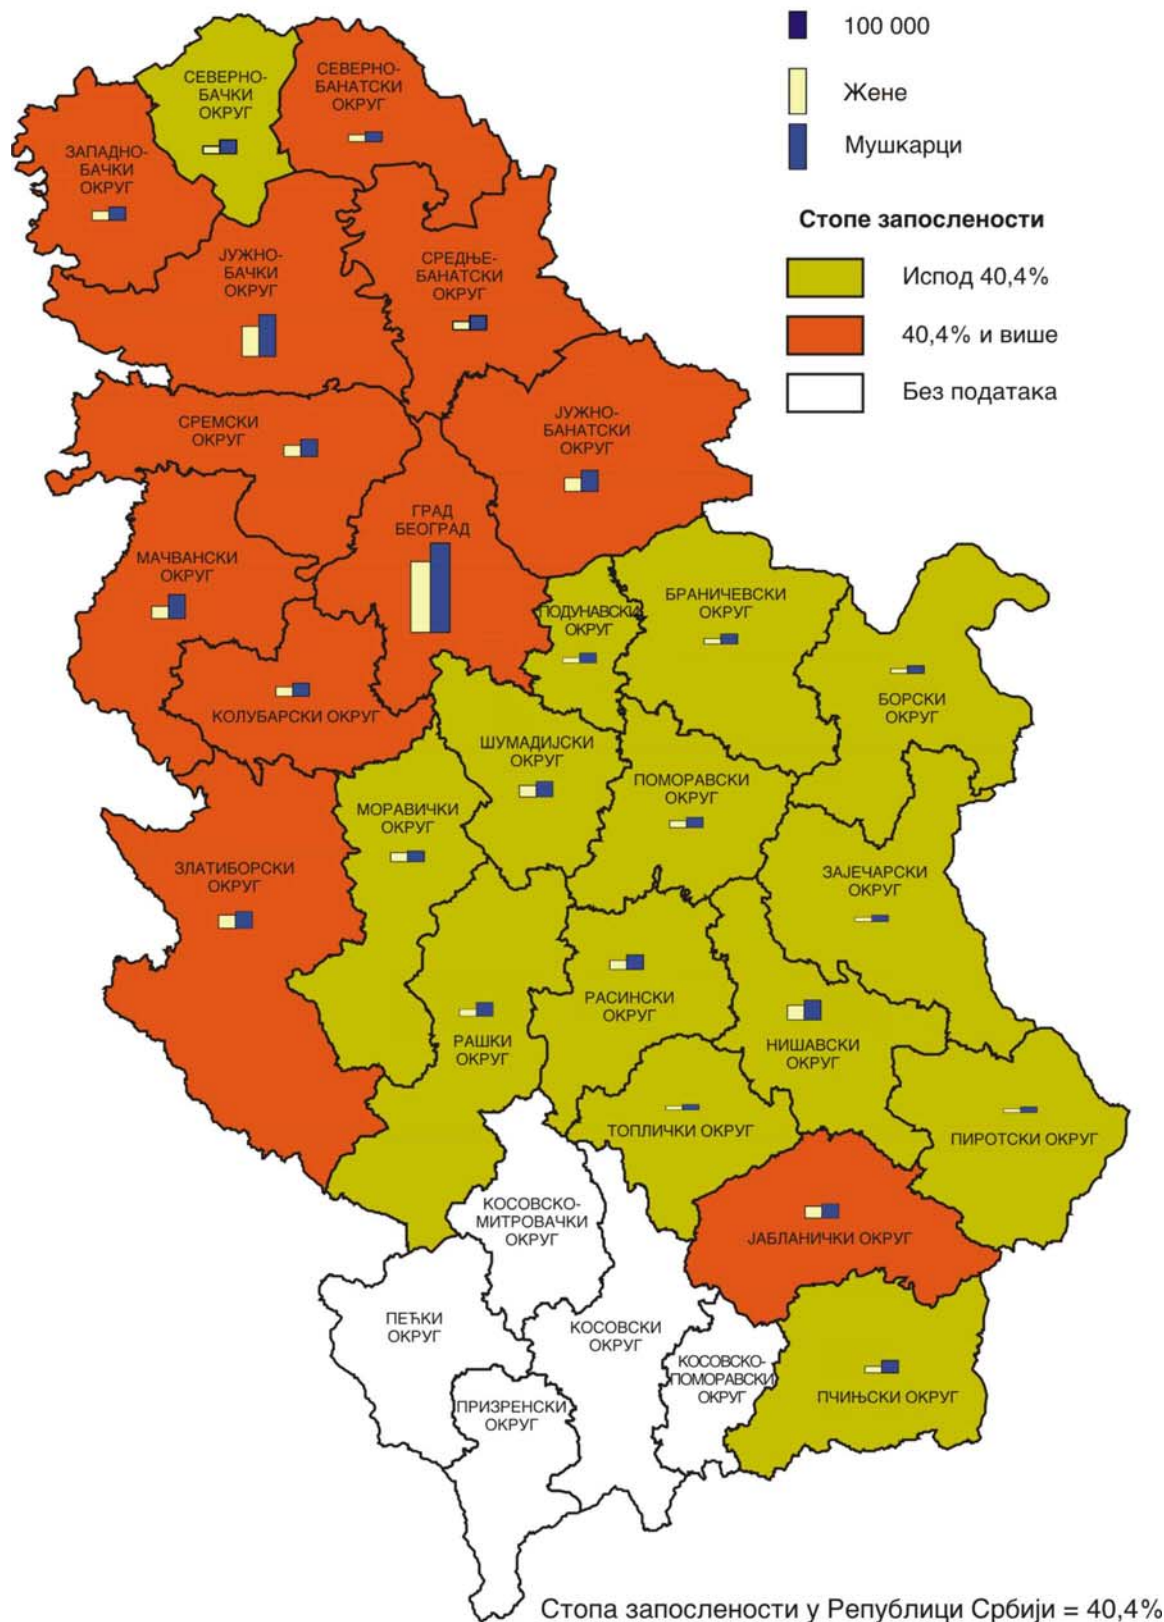 100 000
Жене
Мушкарци
Стопе запослености
Испод 40,4%
40,4% и више
Без података
СЕВЕРНО-
БАЧКИ
ОКРУГ
СЕВЕРНО-
БАНАТСКИ
ОКРУГ
ЗАПАДНО-
БАЧКИ
ОКРУГ
ЈУЖНО-
БАЧКИ
ОКРУГ
СРЕДЊЕ-
БАНАТСКИ
ОКРУГ
СРЕМСКИ
ОКРУГ
ЈУЖНО-
БАНАТСКИ
ОКРУГ
ГРАД
БЕОГРАД
МАЧВАНСКИ
ОКРУГ
ПОДУНАВСКИ
ОКРУГ
БРАНИЧЕВСКИ
ОКРУГ
БОРСКИ
ОКРУГ
КОЛУБАРСКИ ОКРУГ
ШУМАДИЈСКИ
ОКРУГ
ПОМОРАВСКИ
ОКРУГ
МОРАВИЧКИ
ОКРУГ
ЗЛАТИБОРСКИ
ОКРУГ
ЗАЈЕЧАРСКИ
ОКРУГ
РАСИНСКИ
ОКРУГ
РАШКИ
ОКРУГ
НИШАВСКИ
ОКРУГ
ТОПЛИЧКИ ОКРУГ
ПИРОТСКИ ОКРУГ
КОСОВСКО-
МИТРОВАЧКИ
ОКРУГ
ЈАБЛАНИЧКИ ОКРУГ
ПЕЋКИ
ОКРУГ
КОСОВСКИ
ОКРУГ
КОСОВСКО-
ПОМОРАВСКИ
ОКРУГ
ПЧИЊСКИ ОКРУГ
ПРИЗРЕНСКИ
ОКРУГ
Стопа запослености у Републици Србији = 40,4%